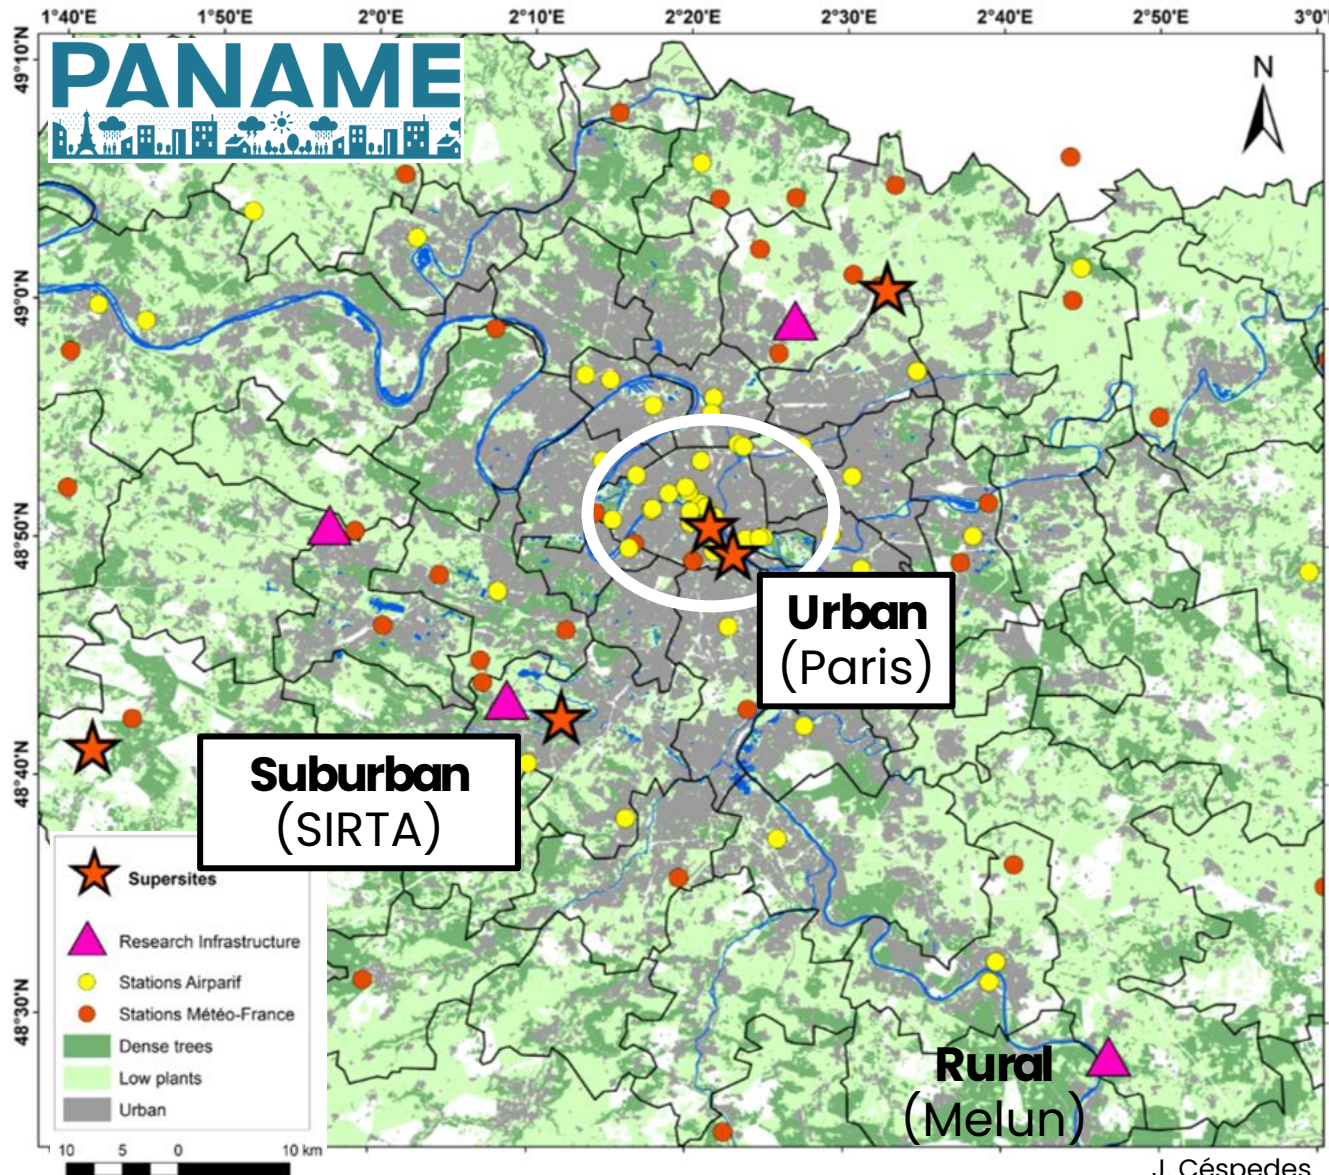 1°40'E 1°50'E 2°0'E 2°10'E 2°20'E 2°30'E 2°40'E 2°50'E 3°0'
49°10'N
PANAME
N
49°0'N
48°50'N
Urban
(Paris)
48°40'N
Suburban
(SIRTA)
Supersites
Research Infrastructure
Stations Airparif
Stations Météo-France
Dense trees
Low plants
Urban
48°30'N
Rural
(Melun)
10 5 0 10 km
J. Céspedes